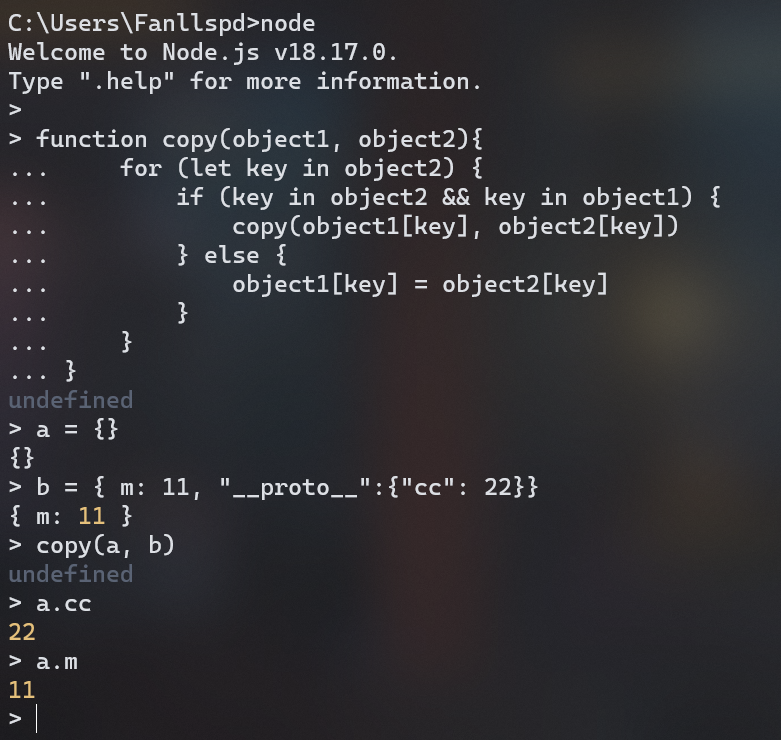 C:\Users\Fanllspd>node
Welcome to Node.js v18.17.0.
Type ".help" for more information.
>
> function copy(object1, object2){
...     for (let key in object2) {
...         if (key in object2 && key in object1) {
...             copy(object1[key], object2[key])
...         } else {
...             object1[key] = object2[key]
...         }
...     }
... }
undefined
> a = {}
{}
> b = { m: 11, "__proto__":{"cc": 22}}
{ m: 11 }
> copy(a, b)
undefined
> a.cc
22
> a.m
11
>